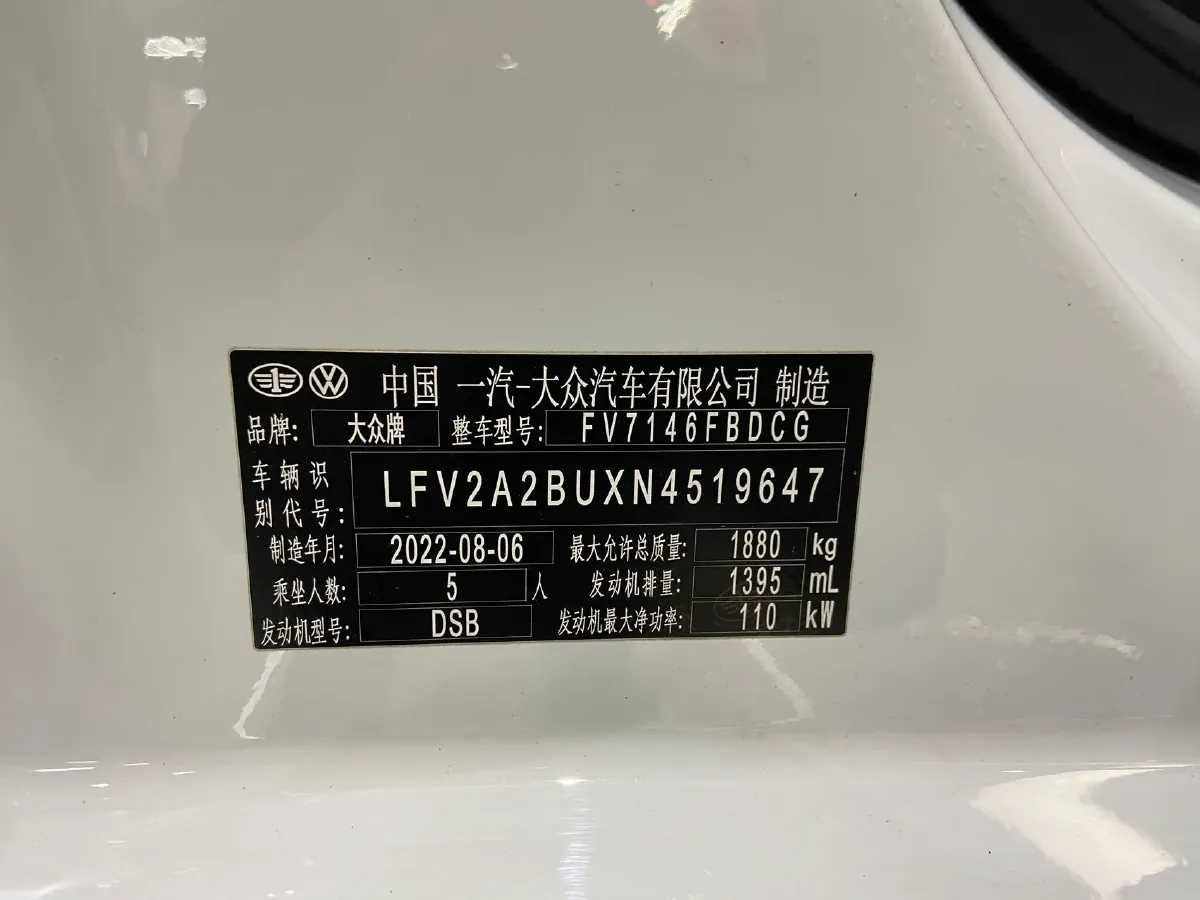 中国 一汽-大众汽车有限公司 制造
品牌: 大众牌 整车型号: FV7146FBDCG
车辆识别代号: LFV2A2BUXN4519647
制造年月: 2022-08-06 最大允许总质量: 1880 kg
乘坐人数: 5 人 发动机排量: 1395 mL
发动机型号: DSB 发动机最大净功率: 110 kW